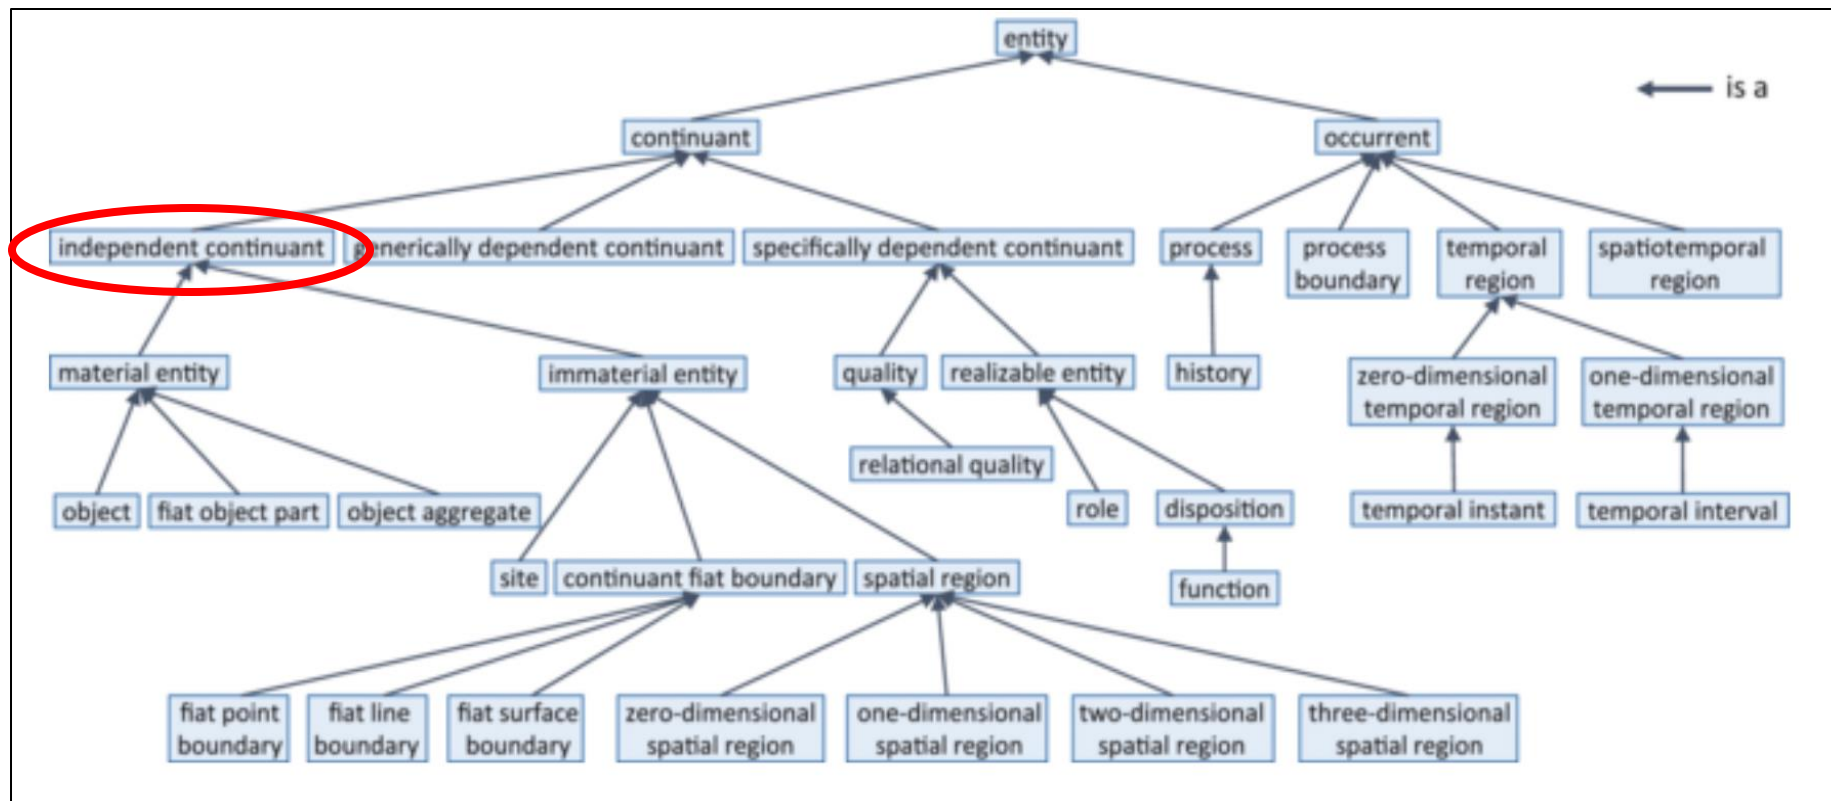 entity
is a
continuant
occurrent
independent continuant
generically dependent continuant
specifically dependent continuant
process
process
boundary
temporal
region
spatiotemporal
region
material entity
immaterial entity
quality
realizable entity
history
zero-dimensional
temporal region
one-dimensional
temporal region
relational quality
object
fiat object part
object aggregate
role
disposition
temporal instant
temporal interval
site
continuant fiat boundary
spatial region
function
fiat point
boundary
fiat line
boundary
fiat surface
boundary
zero-dimensional
spatial region
one-dimensional
spatial region
two-dimensional
spatial region
three-dimensional
spatial region